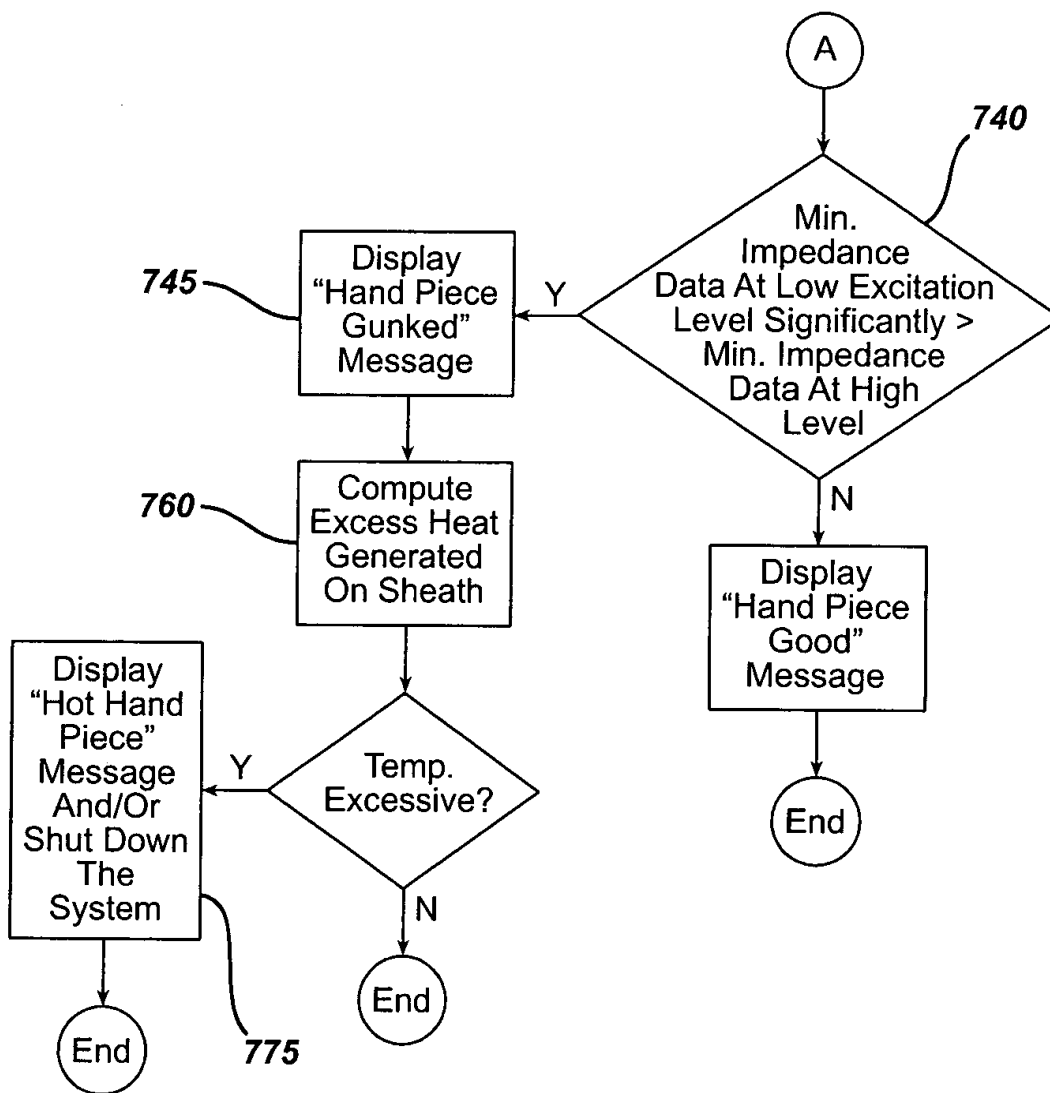 A
740
Min.
Impedance
Data At Low Excitation
Level Significantly >
Min. Impedance
Data At High
Level
Y
N
745
Display
“Hand Piece
Gunked”
Message
760
Compute
Excess Heat
Generated
On Sheath
Display
“Hand Piece
Good”
Message
End
Temp.
Excessive?
Y
N
Display
“Hot Hand
Piece”
Message
And/Or
Shut Down
The
System
775
End
End